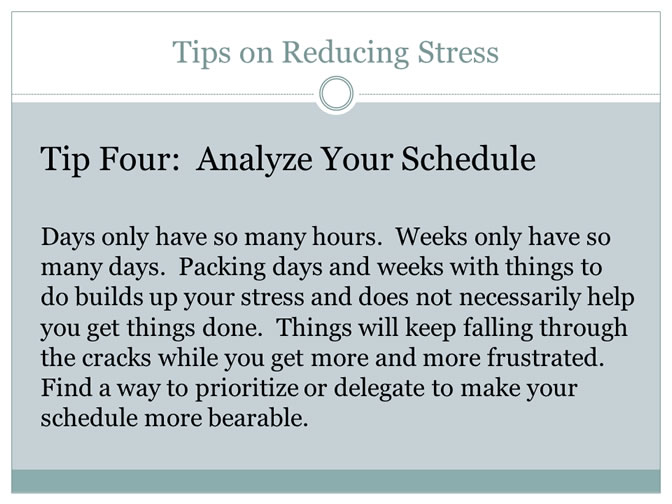 Tips on Reducing Stress
Tip Four:  Analyze Your Schedule
Days only have so many hours.  Weeks only have so
many days.  Packing days and weeks with things to
do builds up your stress and does not necessarily help
you get things done.  Things will keep falling through
the cracks while you get more and more frustrated.
Find a way to prioritize or delegate to make your
schedule more bearable.